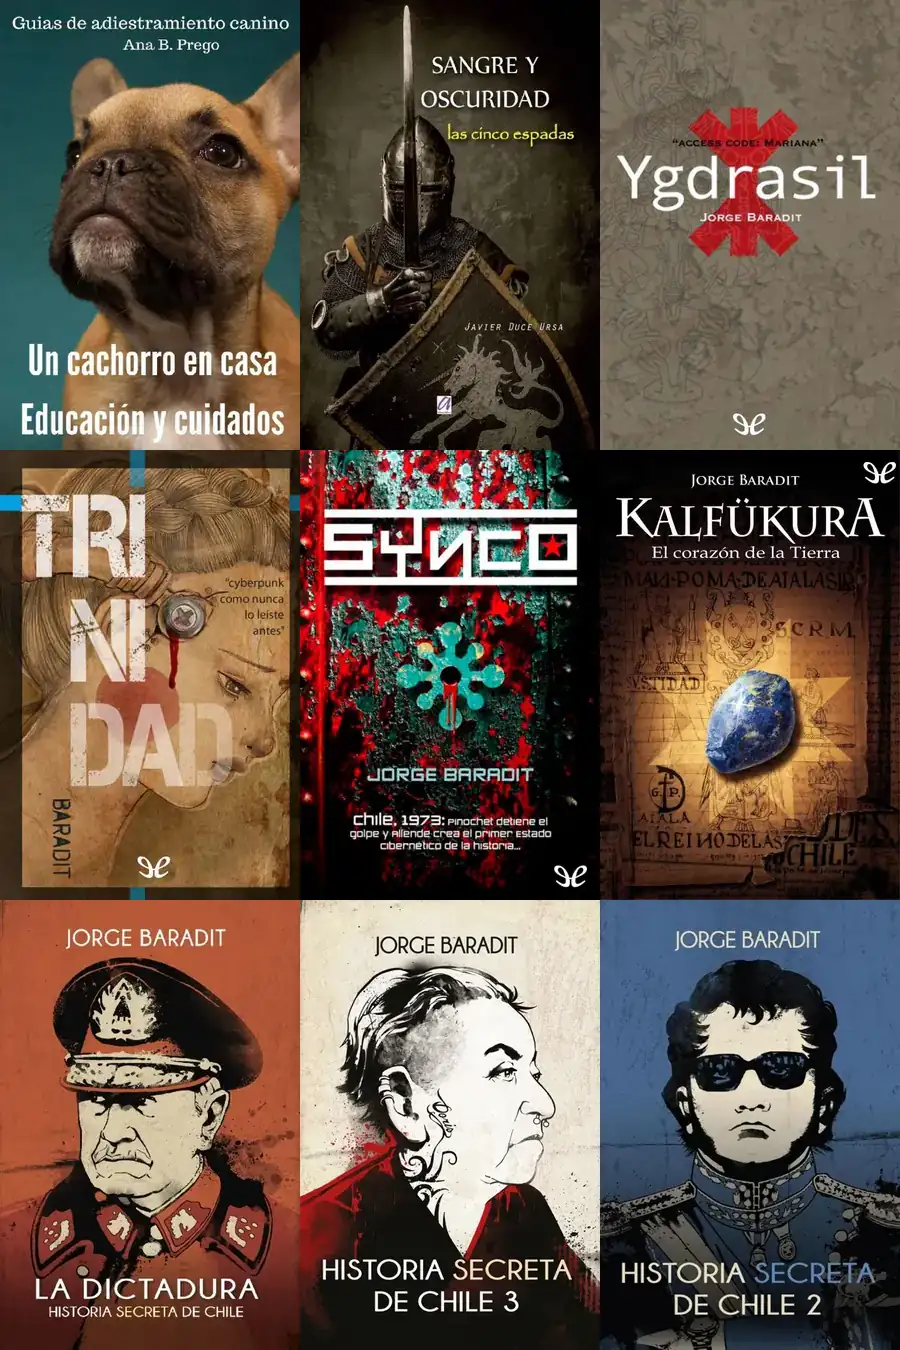 Guias de adiestramiento canino
Ana B. Prego
Un cachorro en casa
Educación y cuidados
SANGRE Y
OSCURIDAD
las cinco espadas
Javier Duce Ursa
"ACCESS CODE: MARIANA"
Ygdrasil
JORGE BARADIT
TRI
NI
DAD
"cyberpunk
como nunca
lo leíste
antes"
BARADIT
SYNCO
JORGE BARADIT
chile, 1973: Pinochet detiene el
golpe y Allende crea el primer estado
cibernetico de la historia...
JORGE BARADIT
KALFÜKURA
El corazón de la Tierra
SCRM
G.P.
AIALA
EL REINO DE LAS
CHILE
JORGE BARADIT
LA DICTADURA
HISTORIA SECRETA DE CHILE
JORGE BARADIT
HISTORIA SECRETA
DE CHILE 3
JORGE BARADIT
HISTORIA SECRETA
DE CHILE 2